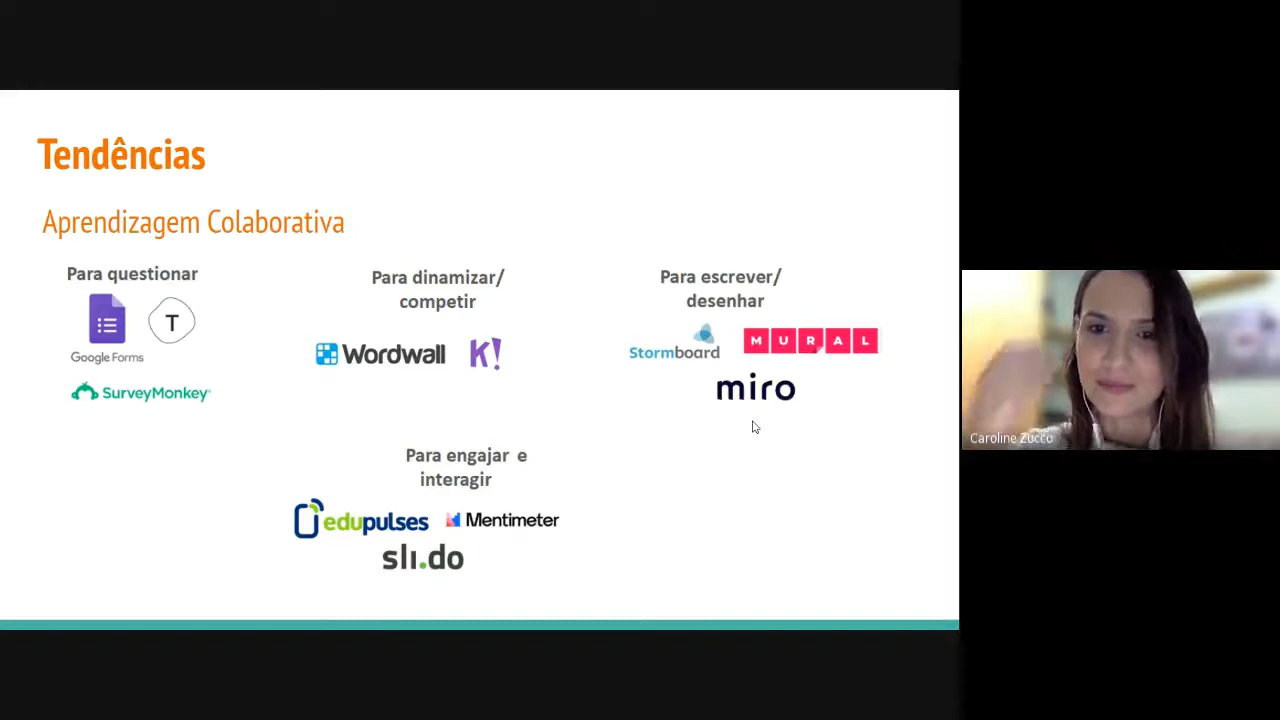 Tendências
Aprendizagem Colaborativa
Para questionar
T
Google Forms
SurveyMonkey
Para dinamizar/
competir
Wordwall K!
Para escrever/
desenhar
Stormboard MURAL
miro
Para engajar e
interagir
edupulses Mentimeter
sli.do
Caroline Zucco